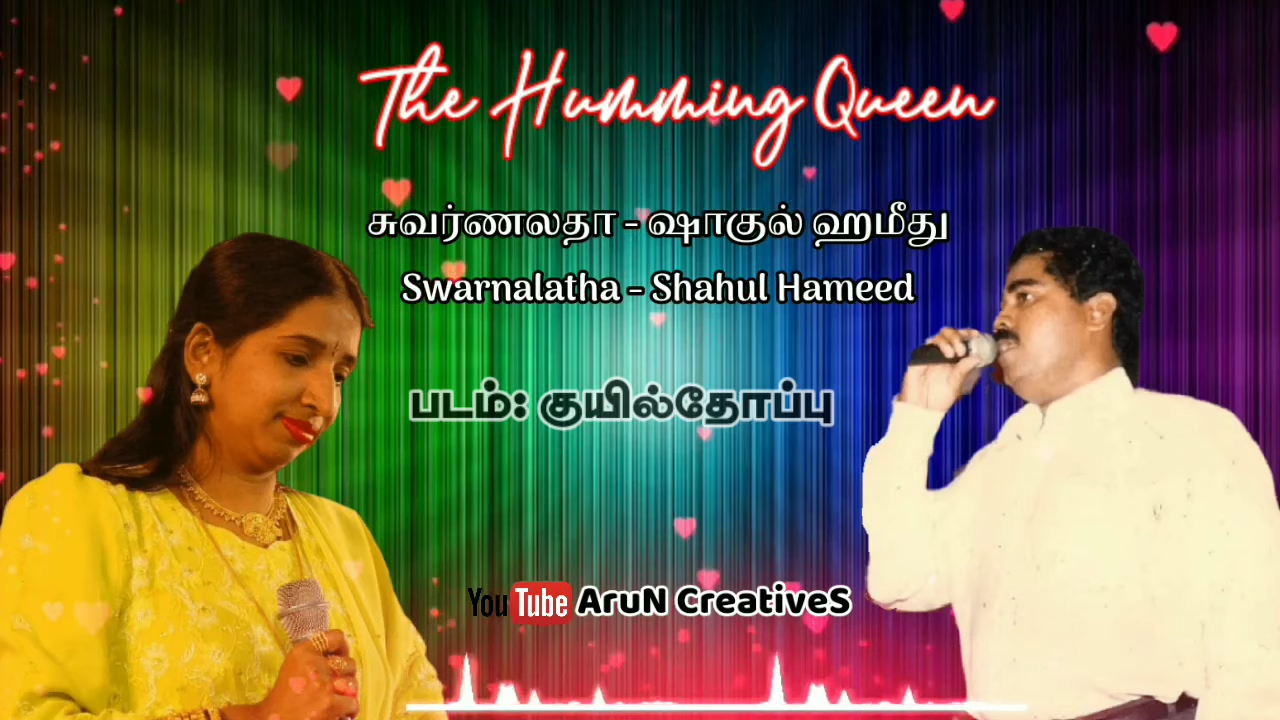 The Humming Queen
சுவர்ணலதா - ஷாகுல் ஹமீது
Swarnalatha - Shahul Hameed
படம்: குயில்தோப்பு
YouTube AruN CreativeS